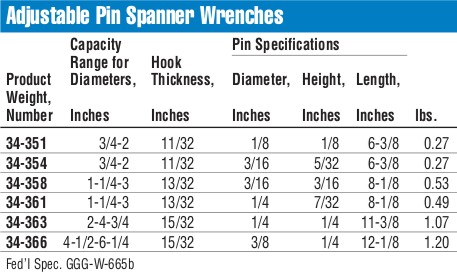 Adjustable Pin Spanner Wrenches
Capacity Pin Specifications
Range for Hook
Product Diameters, Thickness, Diameter, Height, Length,
Weight,
Number Inches Inches Inches Inches Inches lbs.
34-351 3/4-2 11/32 1/8 1/8 6-3/8 0.27
34-354 3/4-2 11/32 3/16 5/32 6-3/8 0.27
34-358 1-1/4-3 13/32 3/16 3/16 8-1/8 0.53
34-361 1-1/4-3 13/32 1/4 7/32 8-1/8 0.49
34-363 2-4-3/4 15/32 1/4 1/4 11-3/8 1.07
34-366 4-1/2-6-1/4 15/32 3/8 1/4 12-1/8 1.20
Fed'l Spec. GGG-W-665b